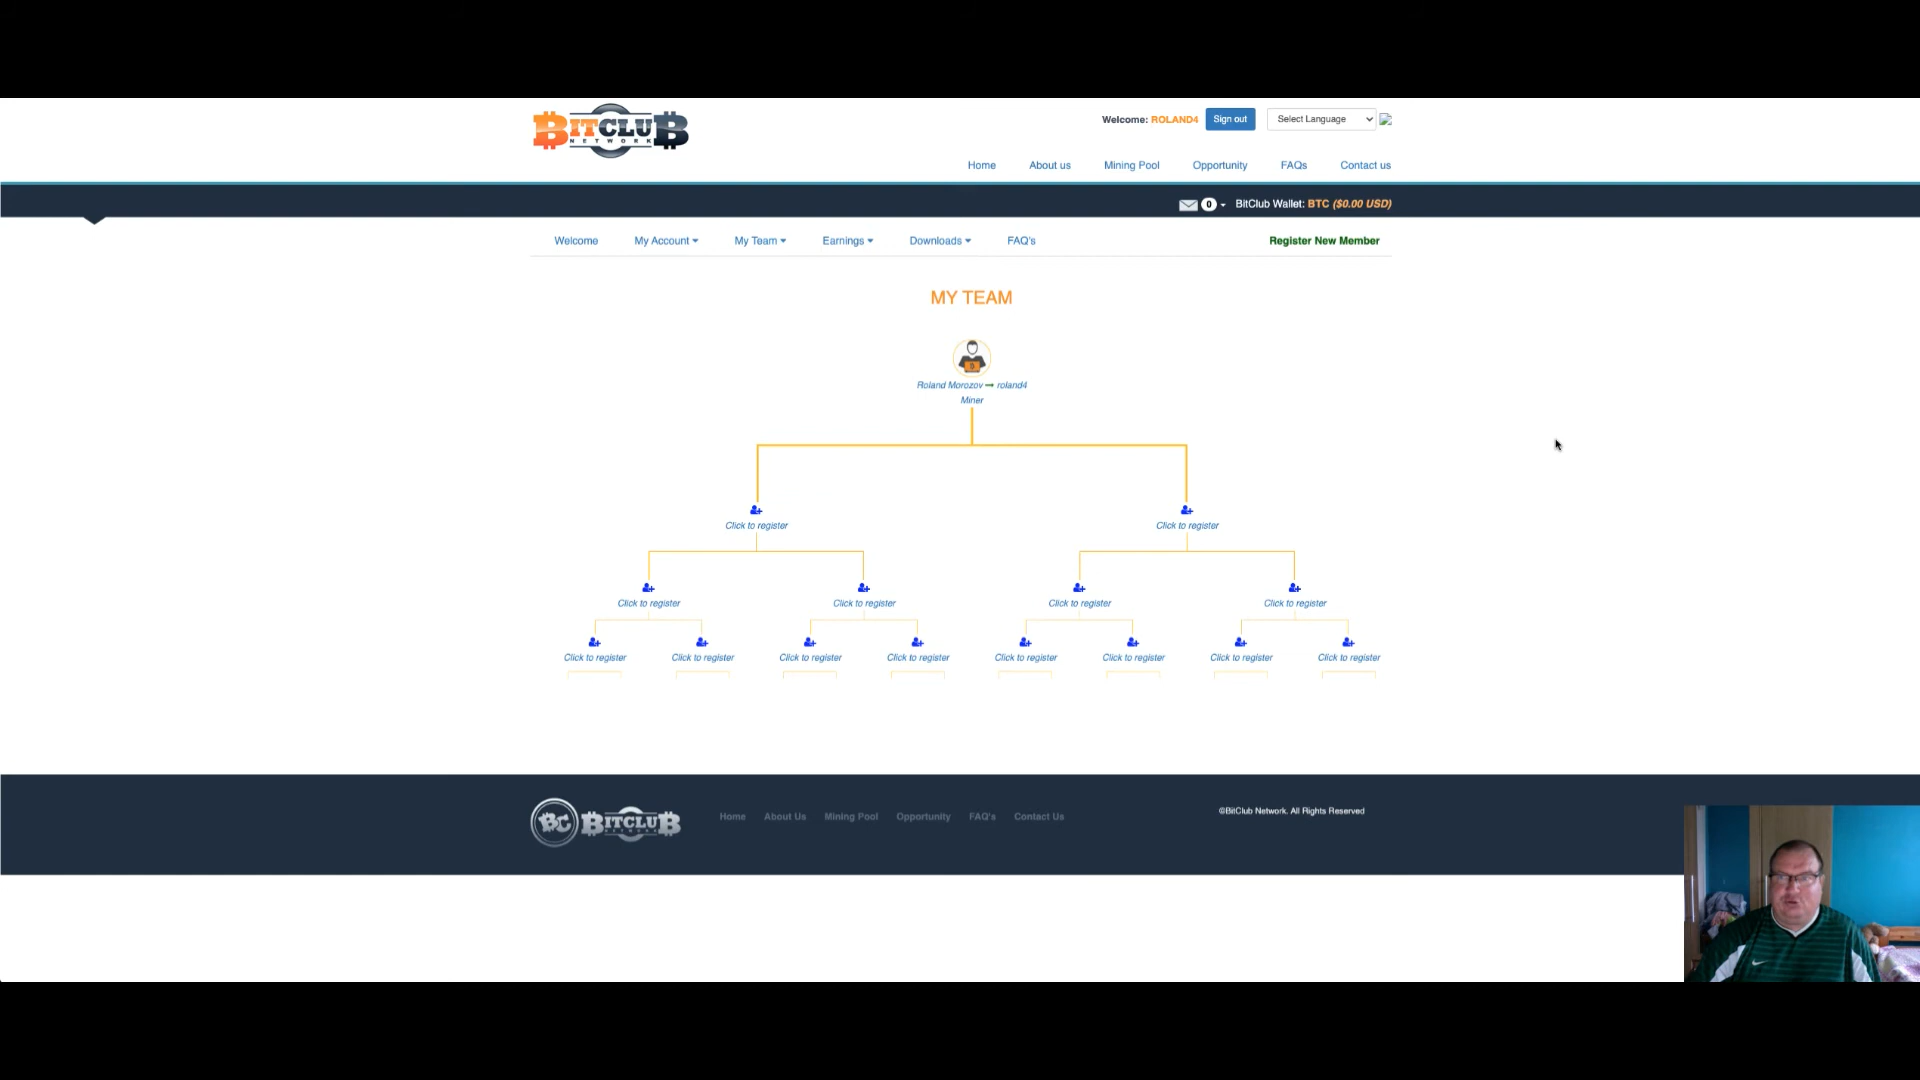 BITCLUB
NETWORK
Welcome: ROLAND4 Sign out Select Language
Home About us Mining Pool Opportunity FAQs Contact us
0 BitClub Wallet: BTC ($0.00 USD)
Welcome My Account My Team Earnings Downloads FAQ's Register New Member
MY TEAM
Roland Morozov roland4
Miner
Click to register Click to register
Click to register Click to register Click to register Click to register
Click to register Click to register Click to register Click to register Click to register Click to register Click to register Click to register
BC BITCLUB
NETWORK
Home About Us Mining Pool Opportunity FAQ's Contact Us
©BitClub Network. All Rights Reserved